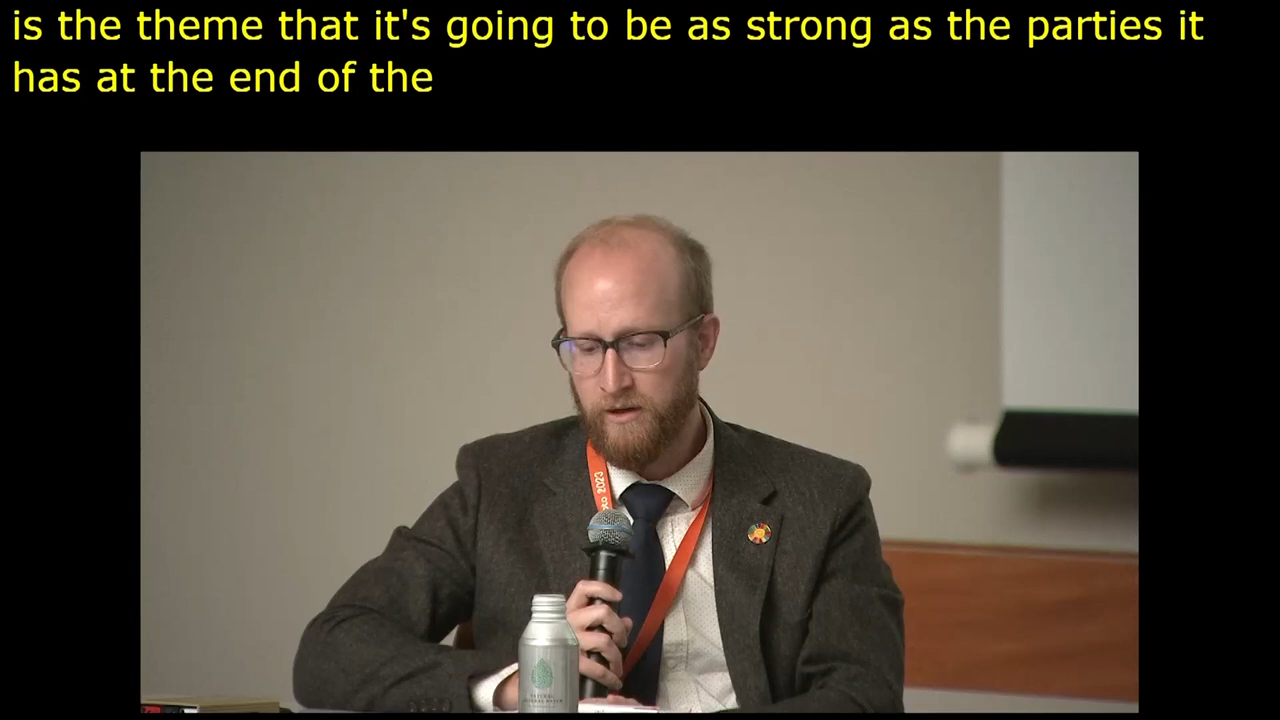 is the theme that it's going to be as strong as the parties it
has at the end of the
2023